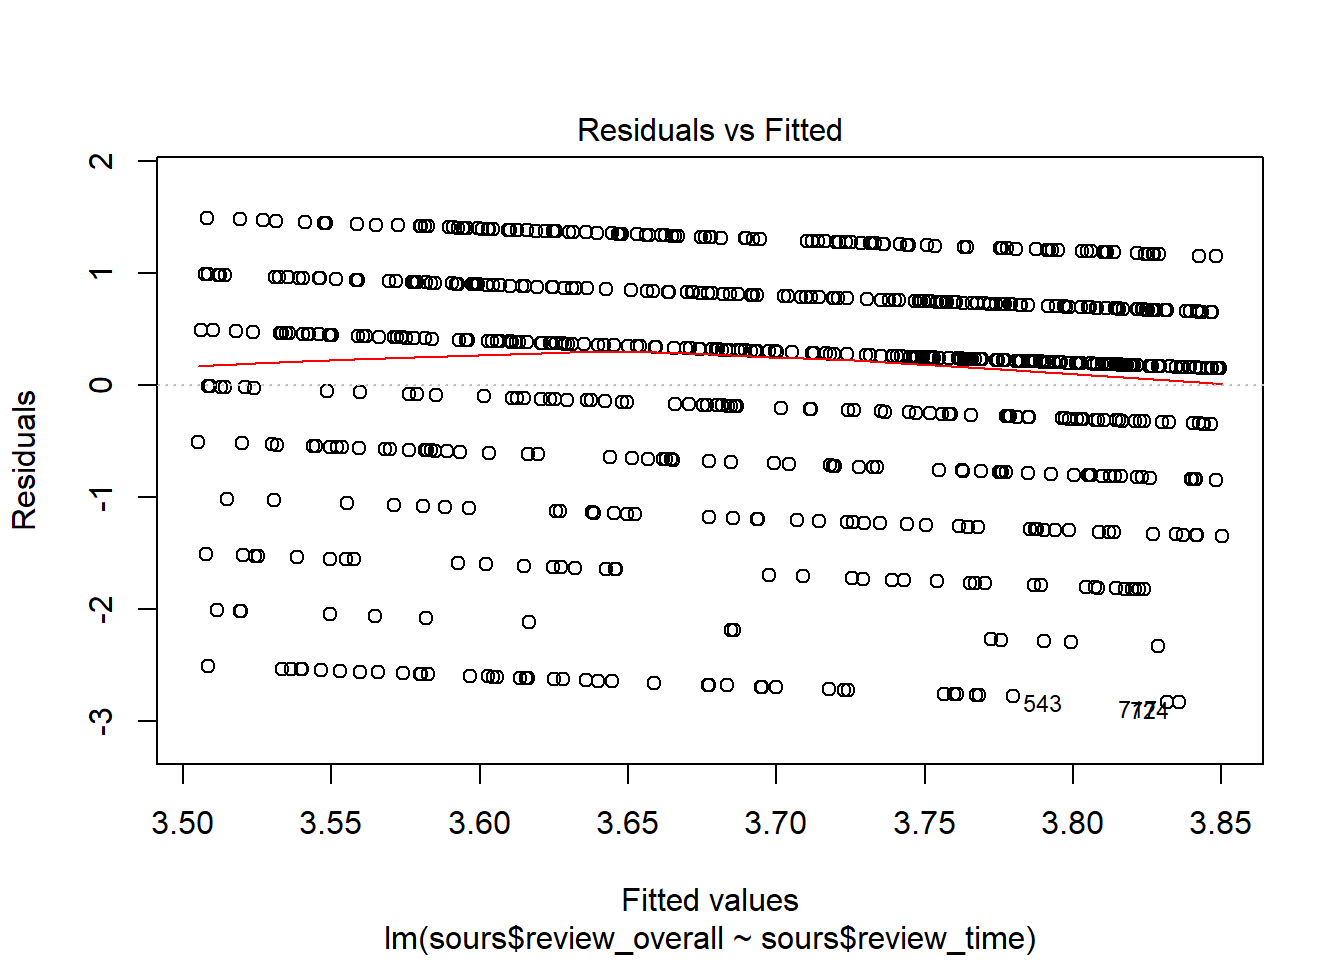 Residuals vs Fitted
Residuals
2
1
0
-1
-2
-3
543
3.50 3.55 3.60 3.65 3.70 3.75 3.80 3.85
Fitted values
lm(sours$review_overall ~ sours$review_time)